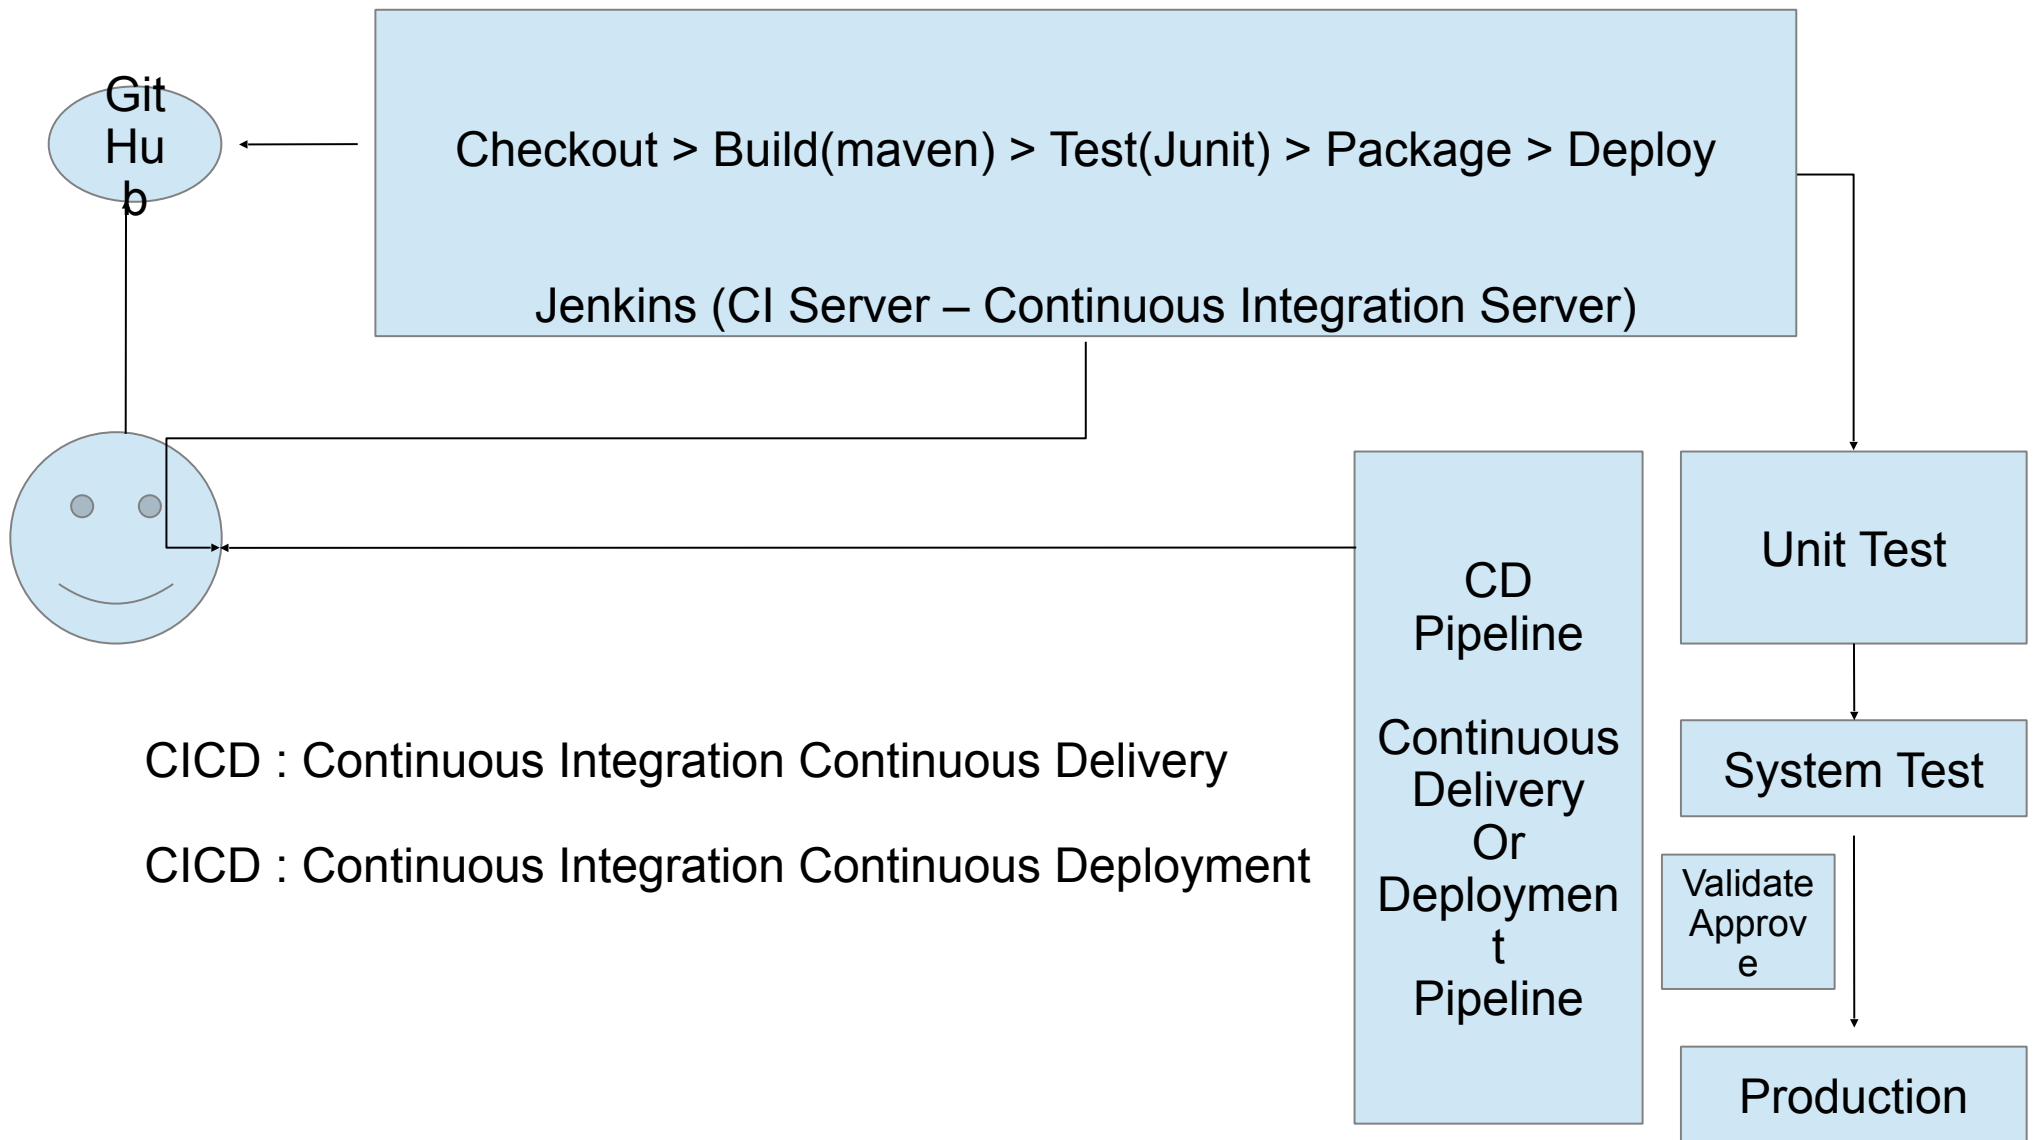 Git
Hu
b
Checkout > Build(maven) > Test(Junit) > Package > Deploy
Jenkins (CI Server – Continuous Integration Server)
CD
Pipeline
Continuous
Delivery
Or
Deploymen
t
Pipeline
Unit Test
System Test
Validate
Approv
e
Production
CICD : Continuous Integration Continuous Delivery
CICD : Continuous Integration Continuous Deployment